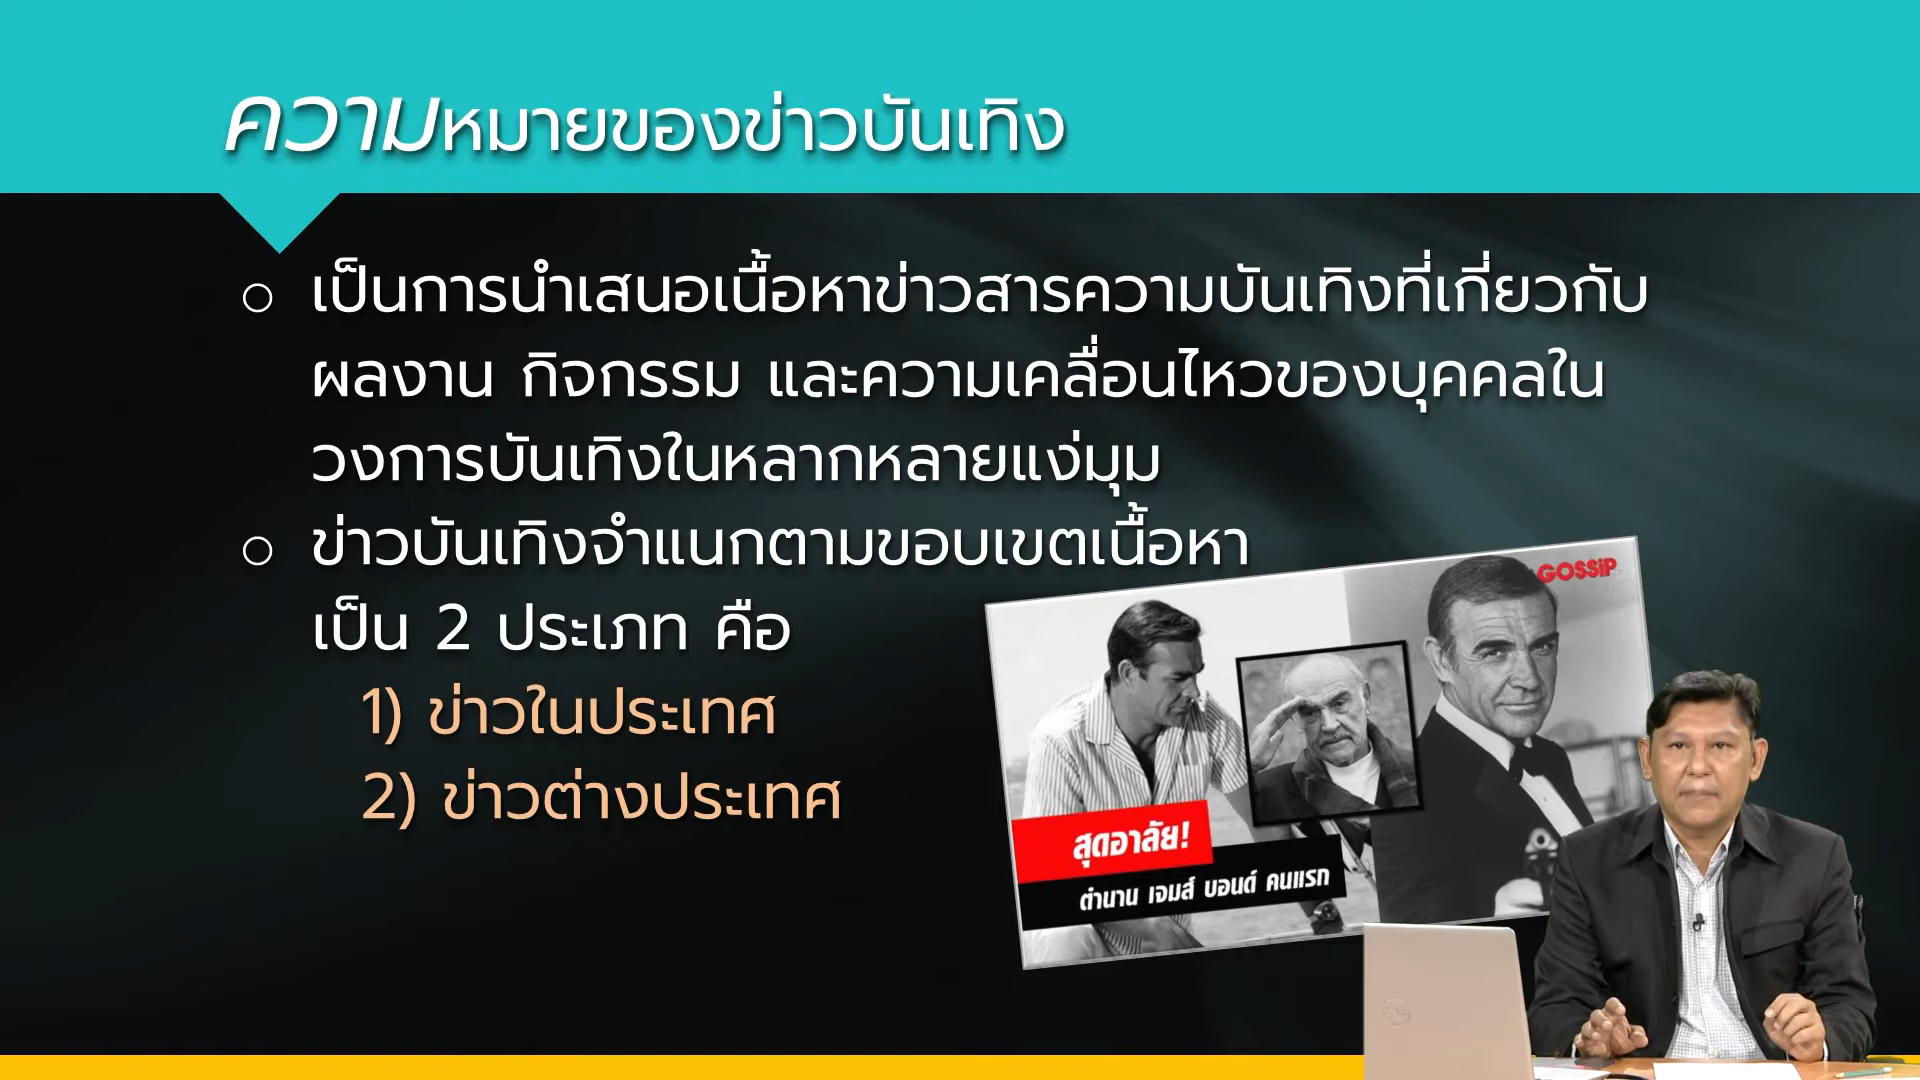 ความหมายของข่าวบันเทิง
o เป็นการนำเสนอเนื้อหาข่าวสารความบันเทิงที่เกี่ยวกับ
ผลงาน กิจกรรม และความเคลื่อนไหวของบุคคลใน
วงการบันเทิงในหลากหลายแง่มุม
o ข่าวบันเทิงจำแนกตามขอบเขตเนื้อหา
เป็น 2 ประเภท คือ
1) ข่าวในประเทศ
2) ข่าวต่างประเทศ
GOSSiP
สุดอาลัย!
ตำนาน เจมส์ บอนด์ คนแรก